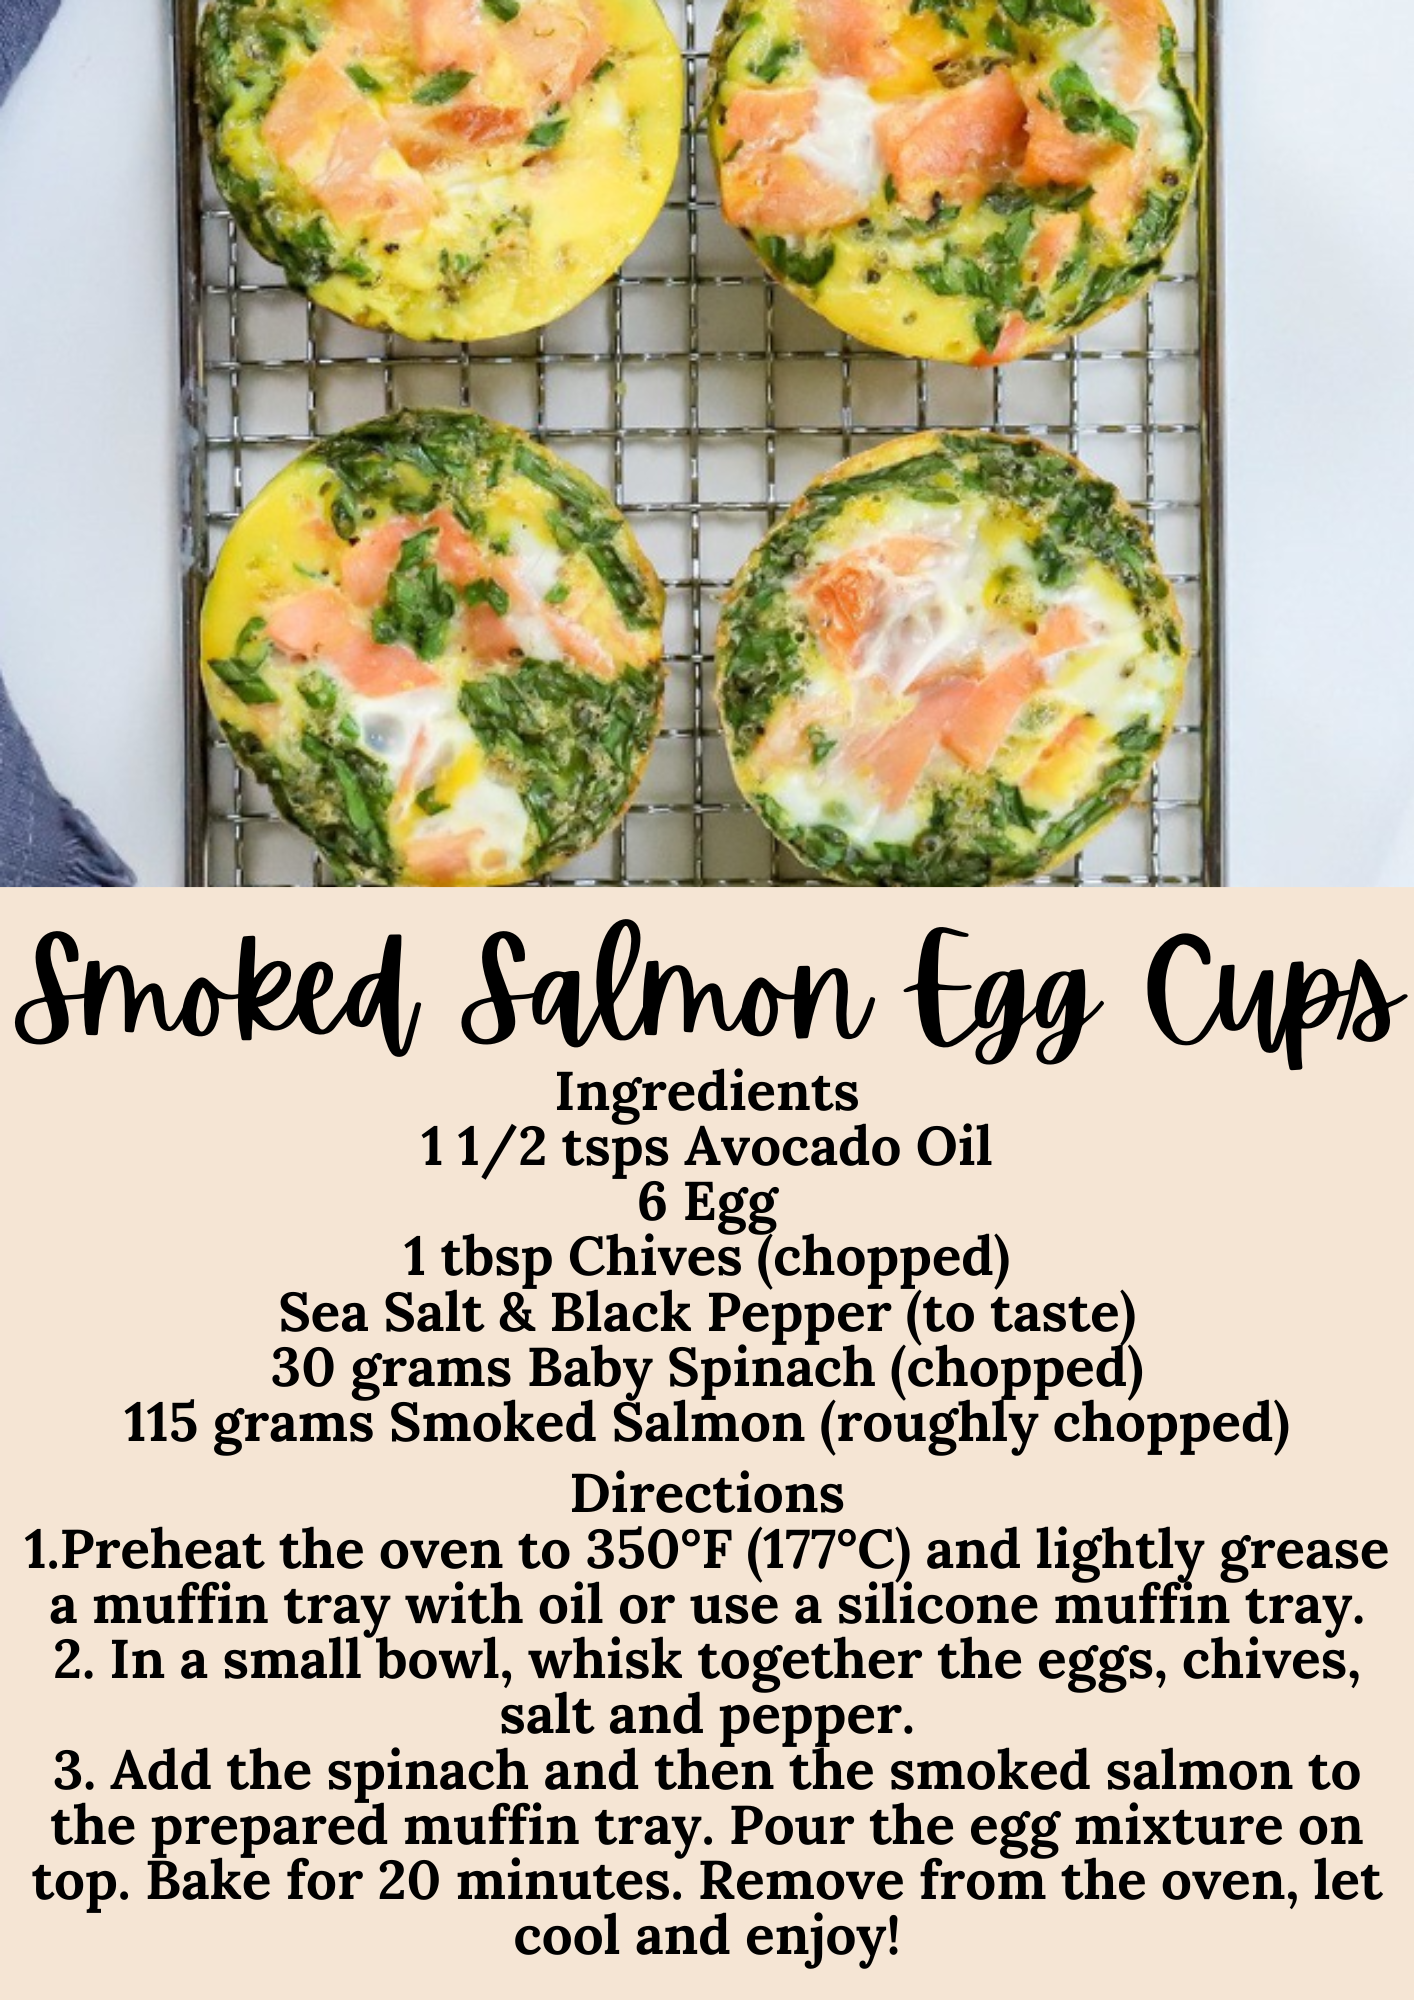 Smoked Salmon Egg Cups
Ingredients
1 1/2 tsps Avocado Oil
6 Egg
1 tbsp Chives (chopped)
Sea Salt & Black Pepper (to taste)
30 grams Baby Spinach (chopped)
115 grams Smoked Salmon (roughly chopped)
Directions
1.Preheat the oven to 350°F (177°C) and lightly grease
a muffin tray with oil or use a silicone muffin tray.
2. In a small bowl, whisk together the eggs, chives,
salt and pepper.
3. Add the spinach and then the smoked salmon to
the prepared muffin tray. Pour the egg mixture on
top. Bake for 20 minutes. Remove from the oven, let
cool and enjoy!